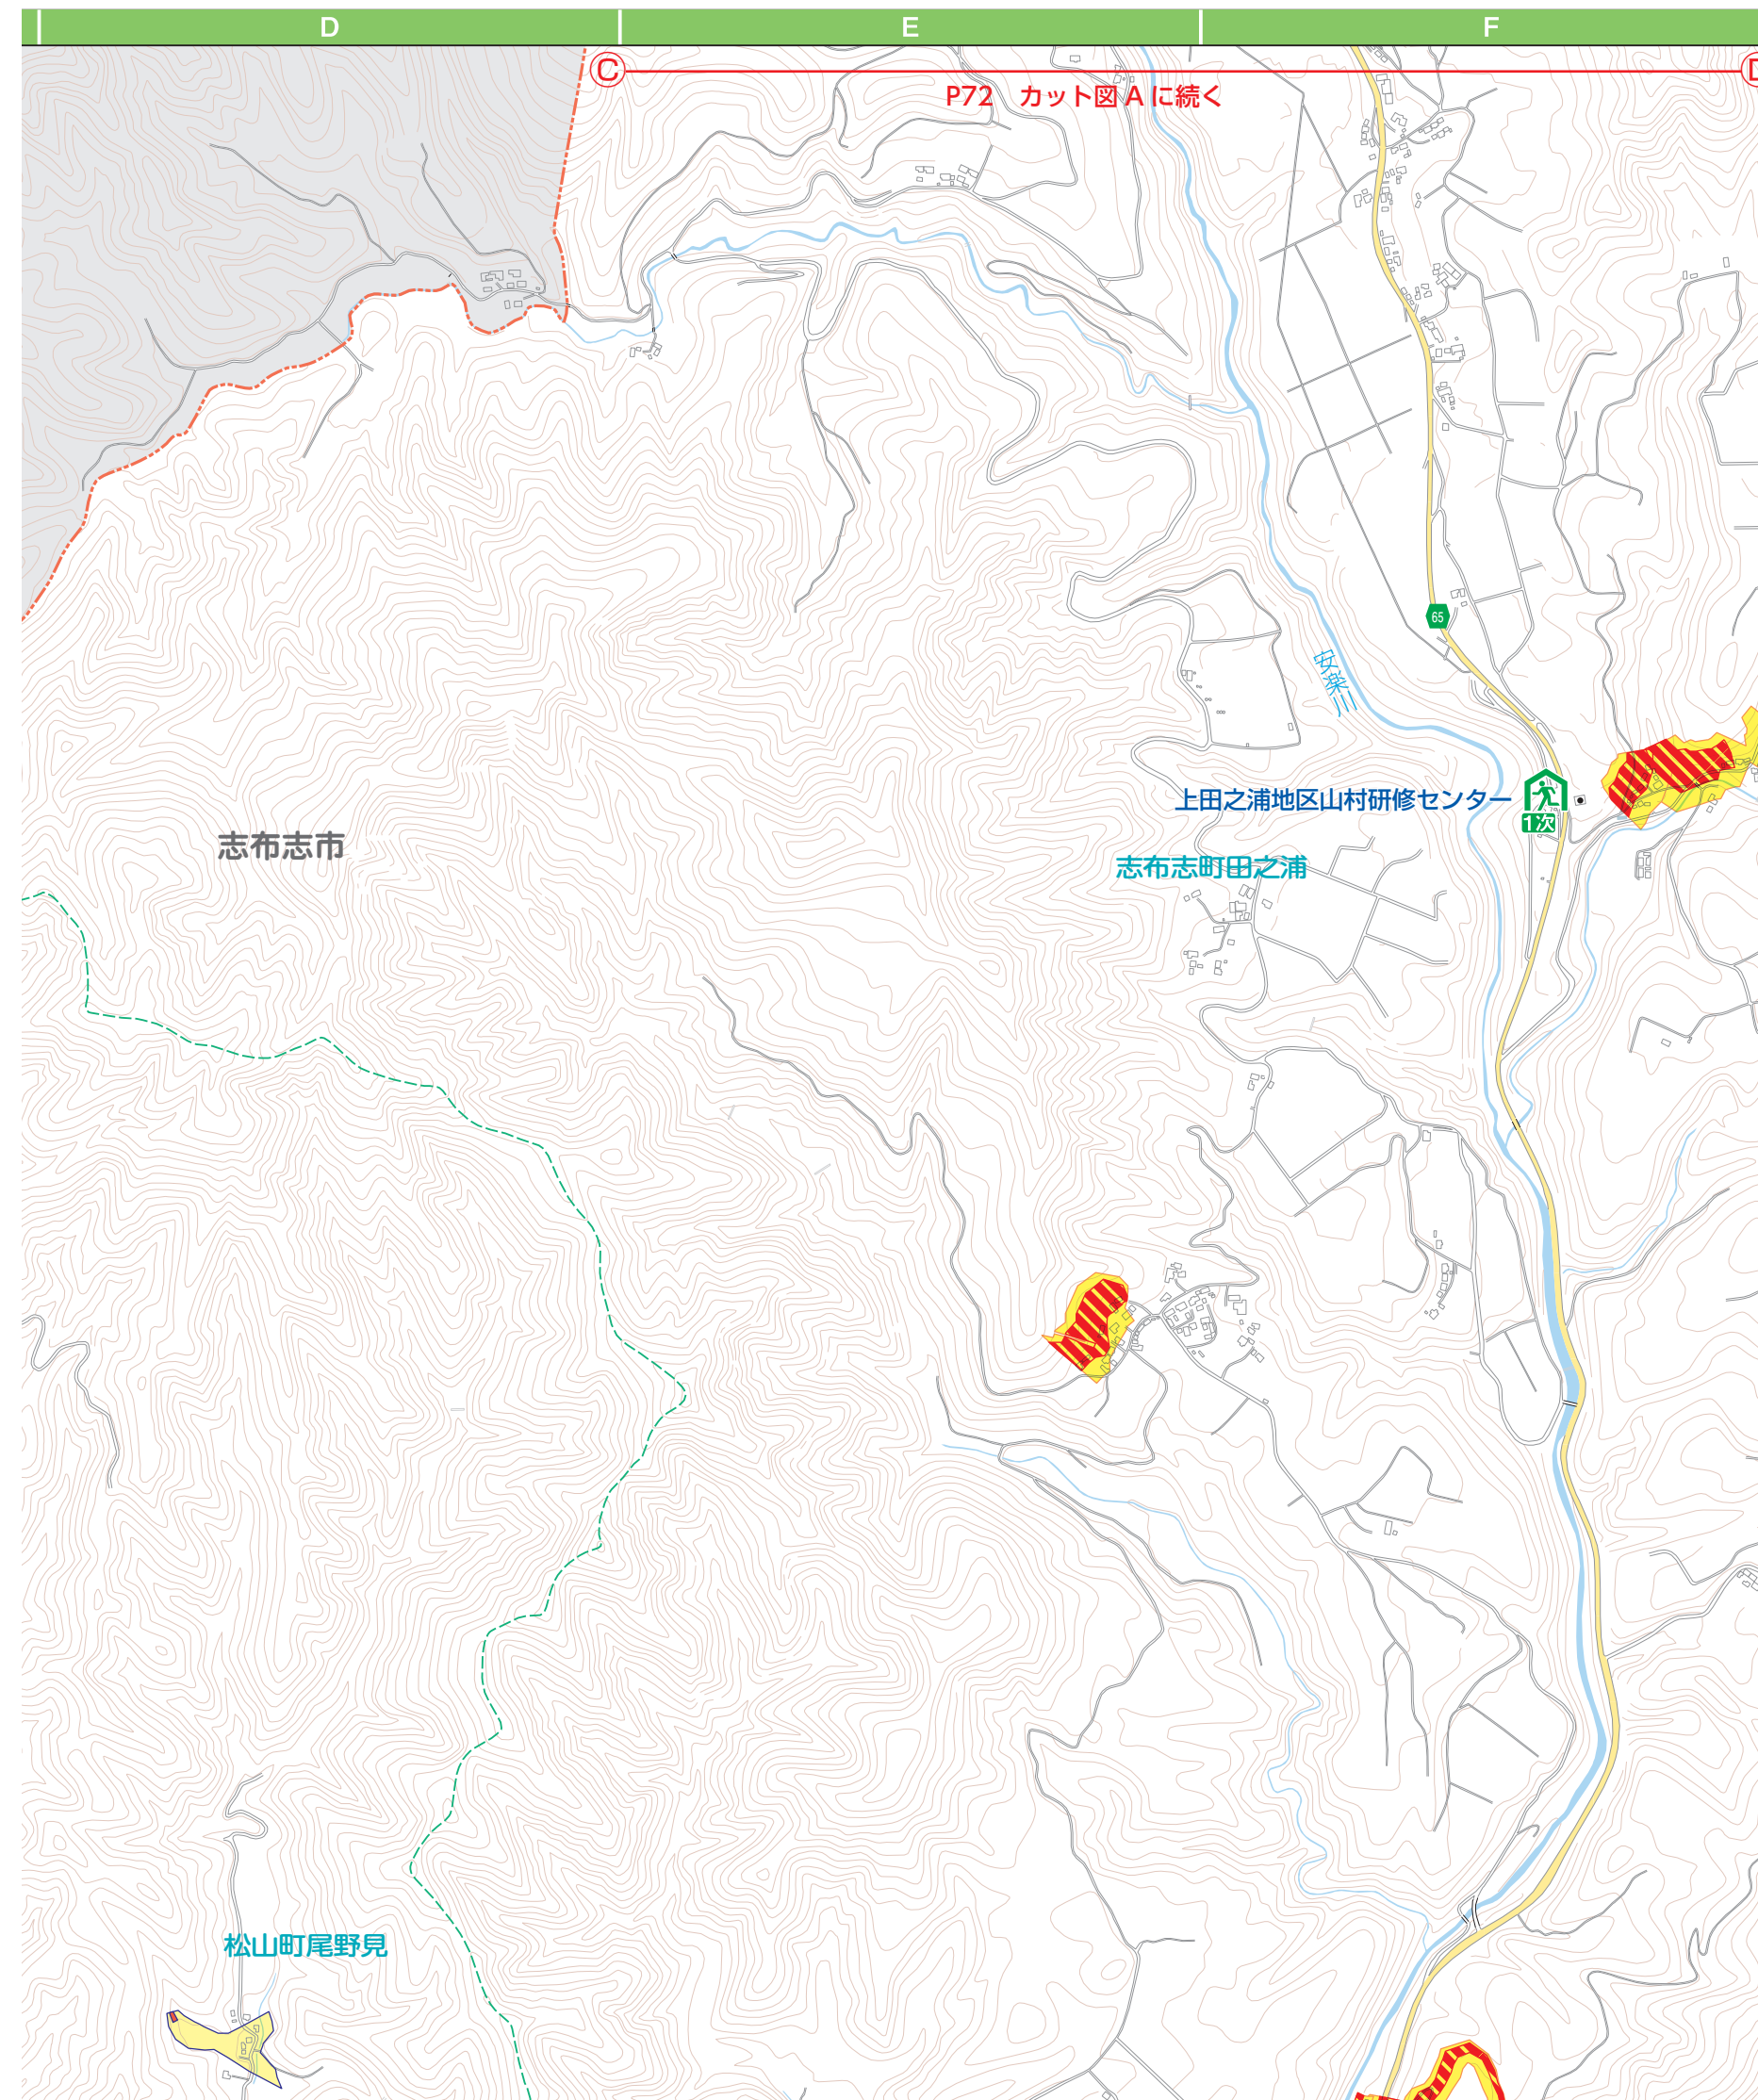 D E F
C
P72 カット図 A に続く
65
安楽川
上田之浦地区山村研修センター
1次
志布志市
志布志町田之浦
松山町尾野見